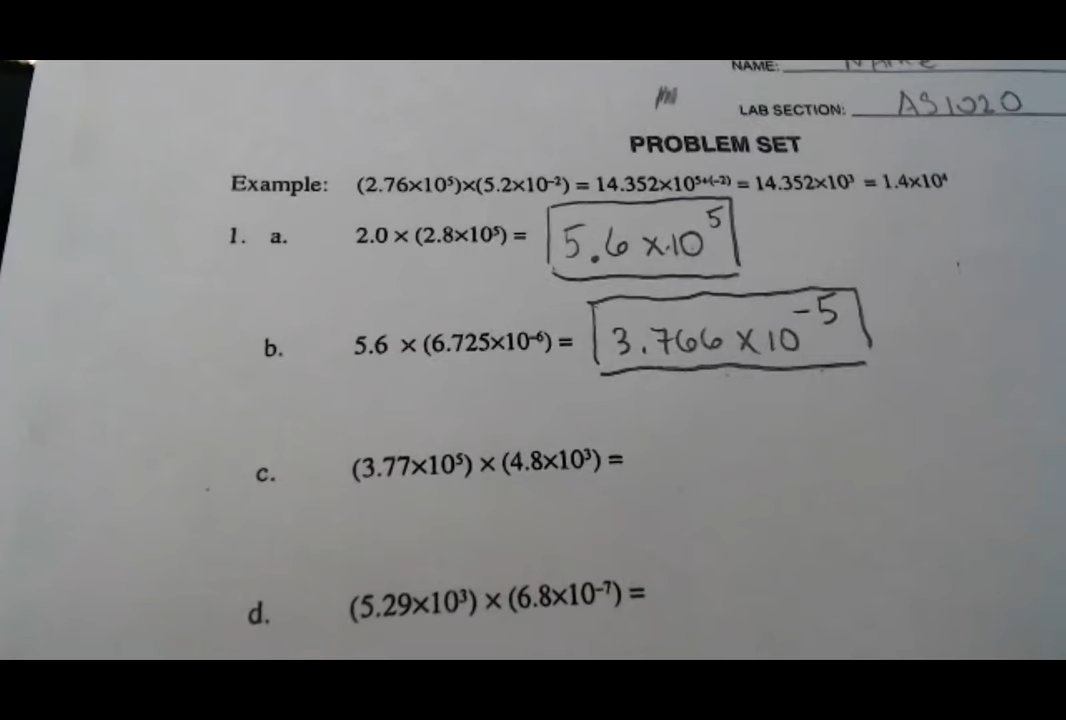 NAME: NAME
LAB SECTION: AS1020
PROBLEM SET
Example: (2.76×10⁵)×(5.2×10⁻²) = 14.352×10⁵⁺⁽⁻²⁾ = 14.352×10³ = 1.4×10⁴
1. a. 2.0 × (2.8×10⁵) = 5.6 x 10⁵
b. 5.6 × (6.725×10⁻⁶) = 3.766 x 10⁻⁵
c. (3.77×10⁵) × (4.8×10³) =
d. (5.29×10³) × (6.8×10⁻⁷) =